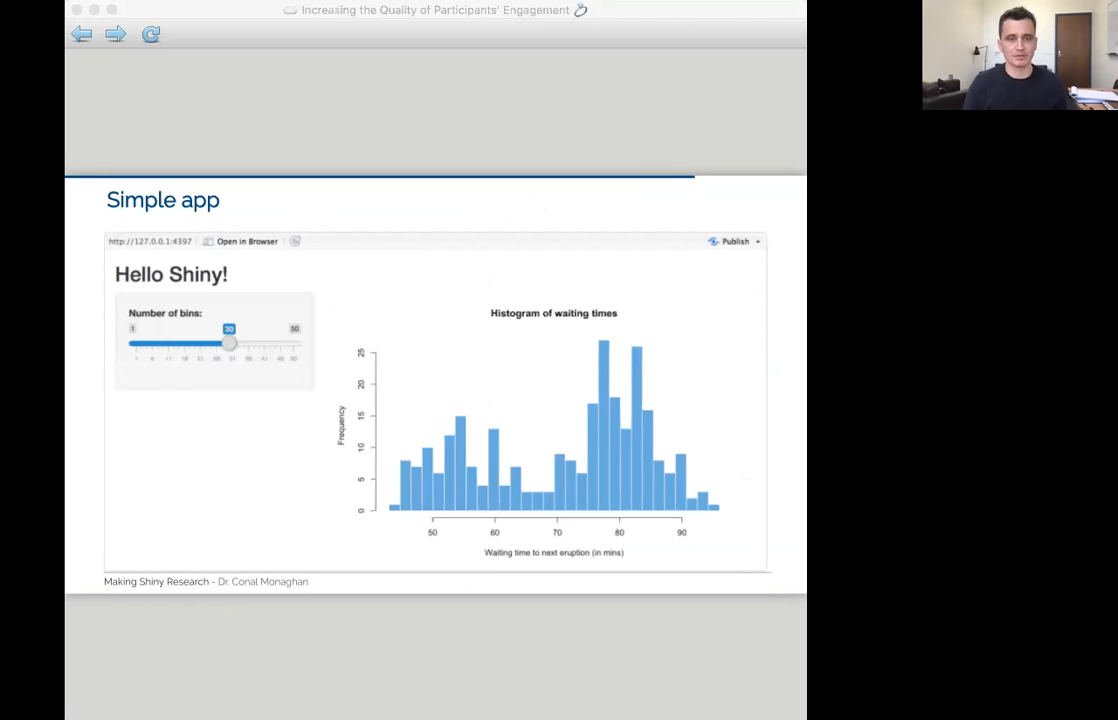 Increasing the Quality of Participants' Engagement
Simple app
http://127.0.0.1:4397 Open in Browser Publish
Hello Shiny!
Number of bins:
1 30 50
Histogram of waiting times
Frequency
0 5 10 15 20 25
50 60 70 80 90
Waiting time to next eruption (in mins)
Making Shiny Research - Dr. Conal Monaghan